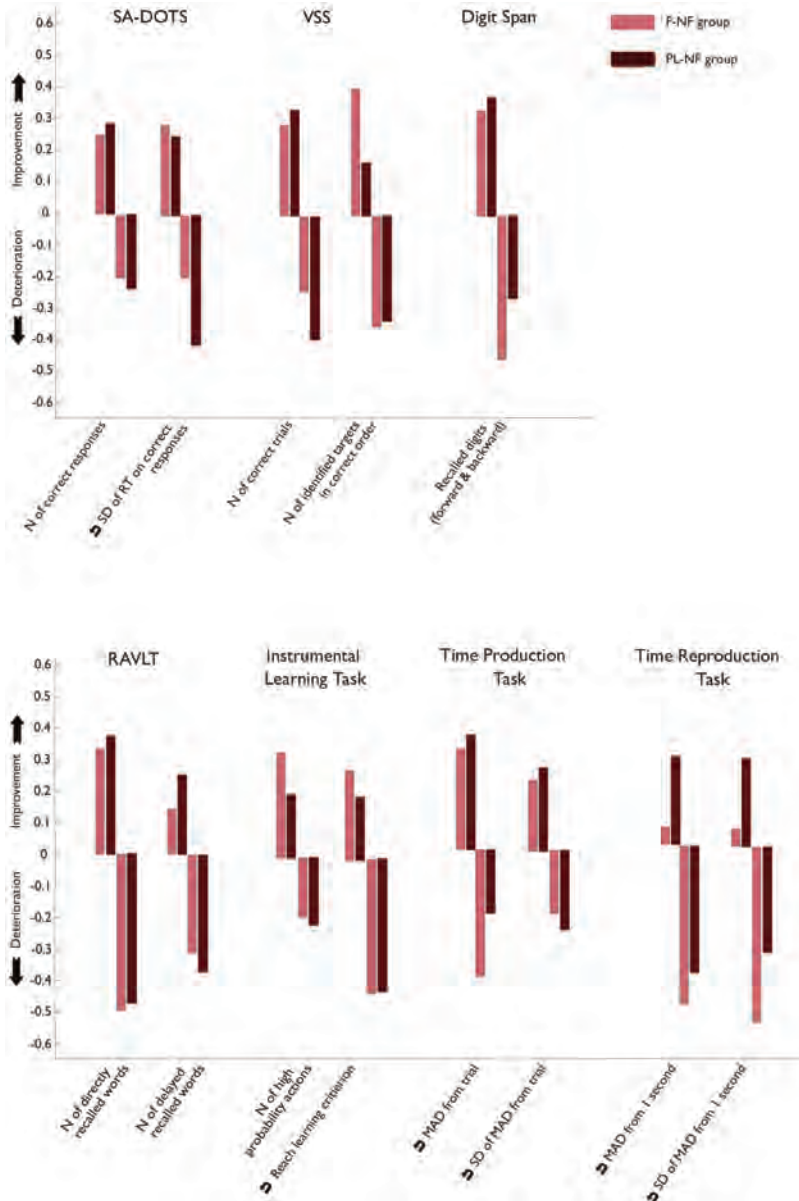 SA-DOTS
VSS
Digit Span
F-NF group
PL-NF group
0.6
0.5
0.4
0.3
0.2
0.1
0
-0.1
-0.2
-0.3
-0.4
-0.5
-0.6
Improvement
Deterioration
N of correct responses
SD of RT on correct
responses
N of correct trials
N of identified targets
in correct order
Recalled digits
(forward & backward)
RAVLT
Instrumental
Learning Task
Time Production
Task
Time Reproduction
Task
0.6
0.5
0.4
0.3
0.2
0.1
0
-0.1
-0.2
-0.3
-0.4
-0.5
-0.6
Improvement
Deterioration
N of directly
recalled words
N of delayed
recalled words
N of high
probability actions
Reach learning criterion
MAD from trial
SD of MAD from trial
MAD from 1 second
SD of MAD from 1 second